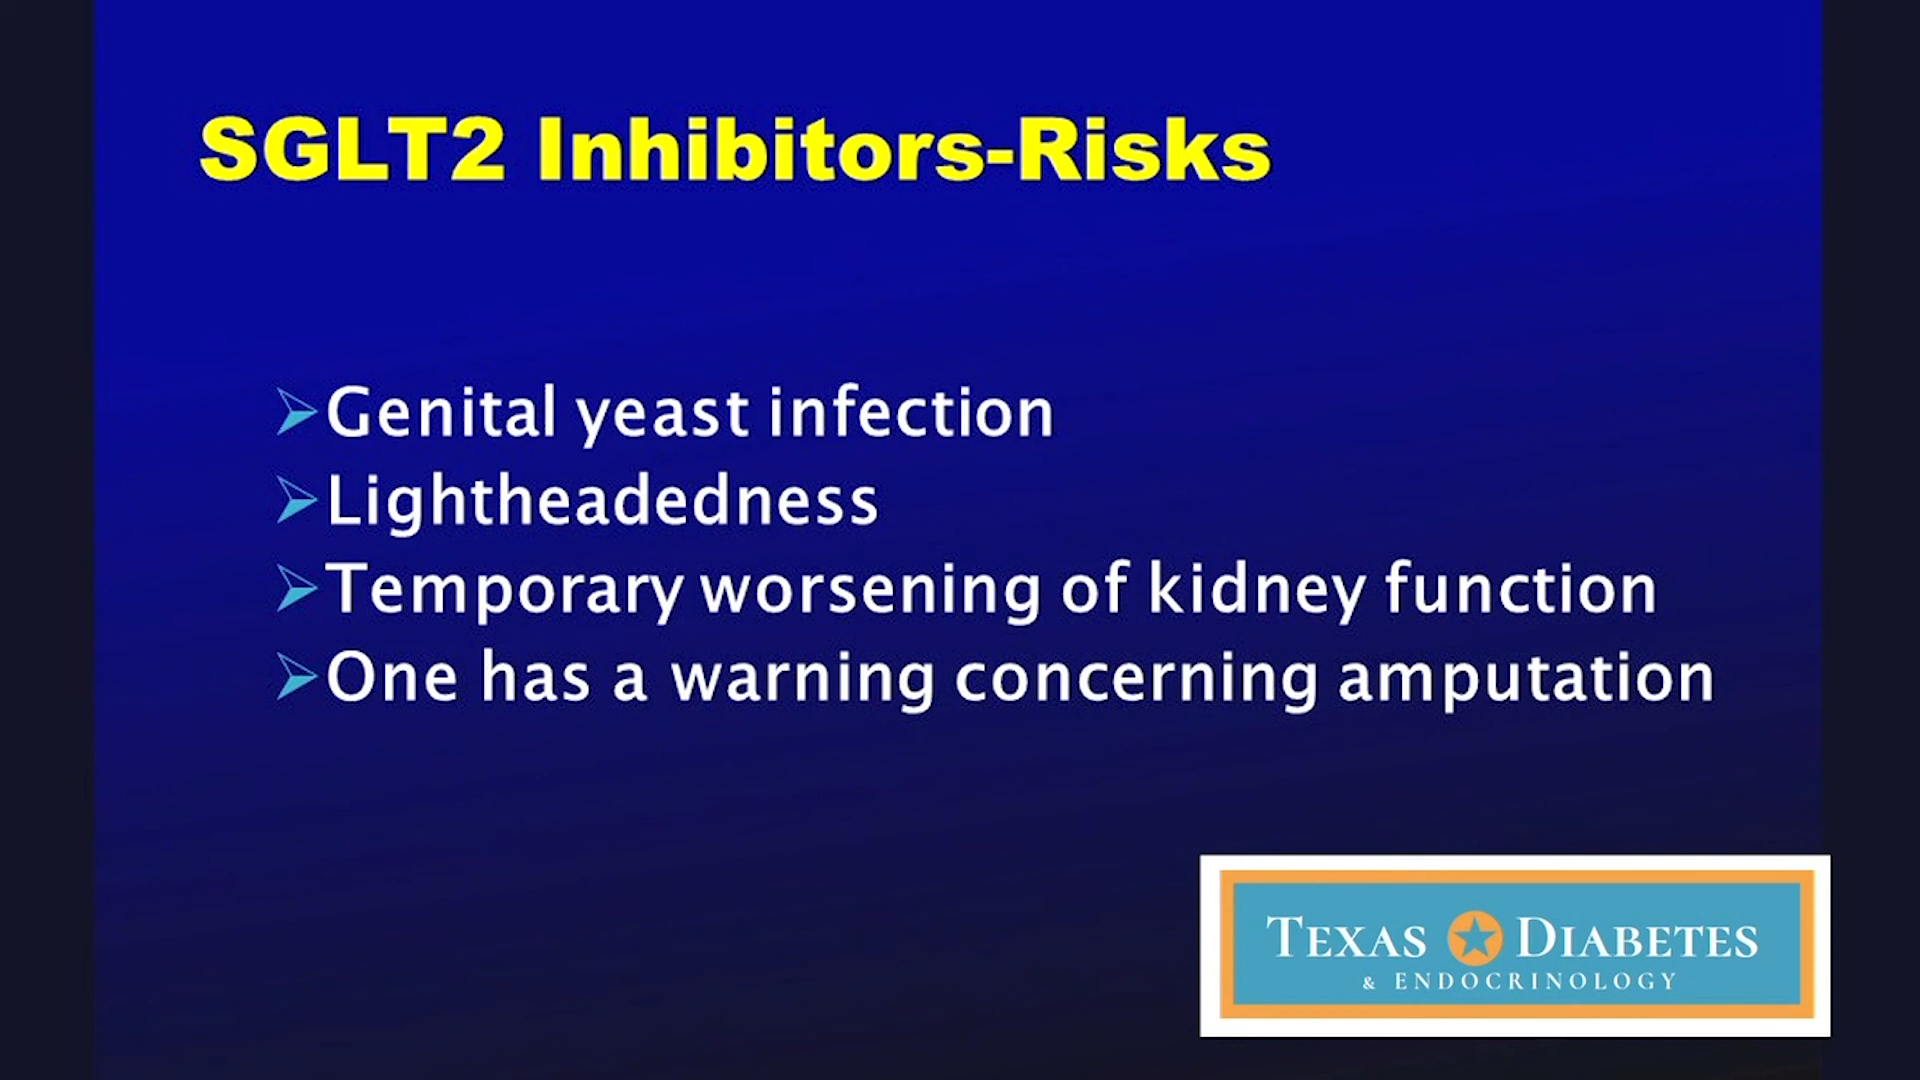 SGLT2 Inhibitors-Risks
Genital yeast infection
Lightheadedness
Temporary worsening of kidney function
One has a warning concerning amputation
TEXAS DIABETES
& ENDOCRINOLOGY